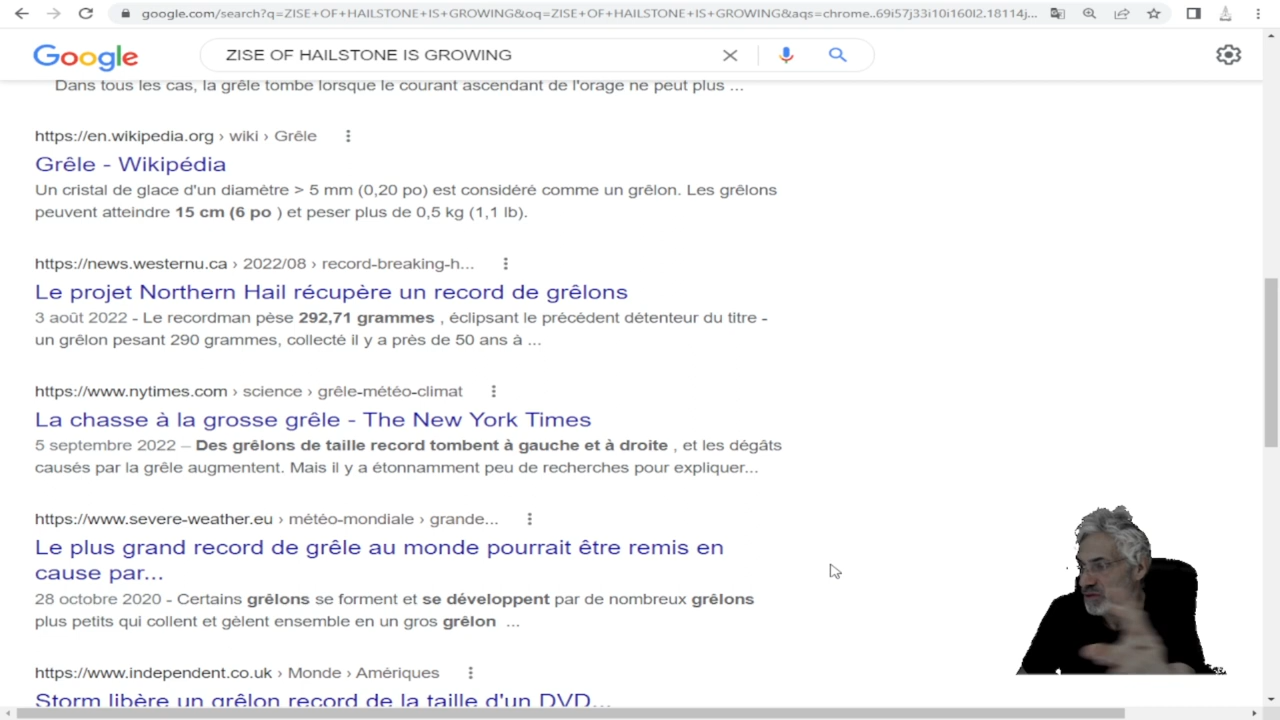 google.com/search?q=ZISE+OF+HAILSTONE+IS+GROWING&oq=ZISE+OF+HAILSTONE+IS+GROWING&aqs=chrome..69i57j33i10i160l2.18114j...
Google
ZISE OF HAILSTONE IS GROWING
Dans tous les cas, la grêle tombe lorsque le courant ascendant de l'orage ne peut plus ...
https://en.wikipedia.org › wiki › Grêle
Grêle - Wikipédia
Un cristal de glace d'un diamètre > 5 mm (0,20 po) est considéré comme un grêlon. Les grêlons
peuvent atteindre 15 cm (6 po ) et peser plus de 0,5 kg (1,1 lb).
https://news.westernu.ca › 2022/08 › record-breaking-h...
Le projet Northern Hail récupère un record de grêlons
3 août 2022 - Le recordman pèse 292,71 grammes , éclipsant le précédent détenteur du titre -
un grêlon pesant 290 grammes, collecté il y a près de 50 ans à ...
https://www.nytimes.com › science › grêle-météo-climat
La chasse à la grosse grêle - The New York Times
5 septembre 2022 – Des grêlons de taille record tombent à gauche et à droite , et les dégâts
causés par la grêle augmentent. Mais il y a étonnamment peu de recherches pour expliquer...
https://www.severe-weather.eu › météo-mondiale › grande...
Le plus grand record de grêle au monde pourrait être remis en
cause par...
28 octobre 2020 - Certains grêlons se forment et se développent par de nombreux grêlons
plus petits qui collent et gèlent ensemble en un gros grêlon ...
https://www.independent.co.uk › Monde › Amériques
Storm libère un grêlon record de la taille d'un DVD...